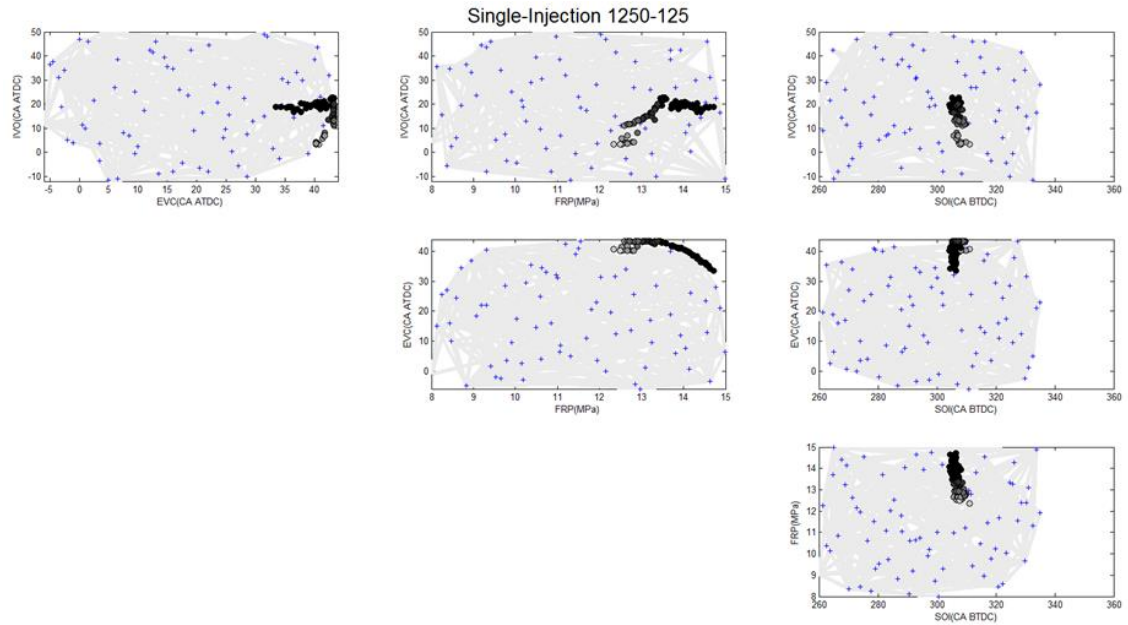 Single-Injection 1250-125
50
40
30
20
10
0
-10
IVO(CA ATDC)
-5 0 5 10 15 20 25 30 35 40
EVC(CA ATDC)
50
40
30
20
10
0
-10
IVO(CA ATDC)
8 9 10 11 12 13 14 15
FRP(MPa)
50
40
30
20
10
0
-10
IVO(CA ATDC)
260 280 300 320 340 360
SOI(CA BTDC)
40
30
20
10
0
EVC(CA ATDC)
8 9 10 11 12 13 14 15
FRP(MPa)
40
30
20
10
0
EVC(CA ATDC)
260 280 300 320 340 360
SOI(CA BTDC)
15
14
13
12
11
10
9
8
FRP(MPa)
260 280 300 320 340 360
SOI(CA BTDC)